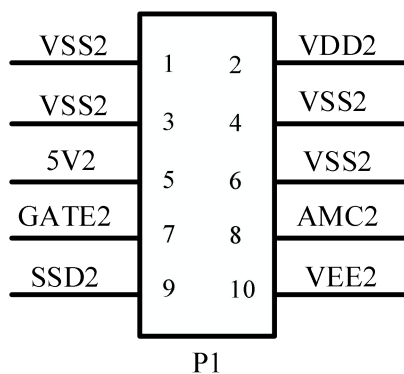 VSS2 1 2 VDD2
VSS2 3 4 VSS2
5V2 5 6 VSS2
GATE2 7 8 AMC2
SSD2 9 10 VEE2
P1